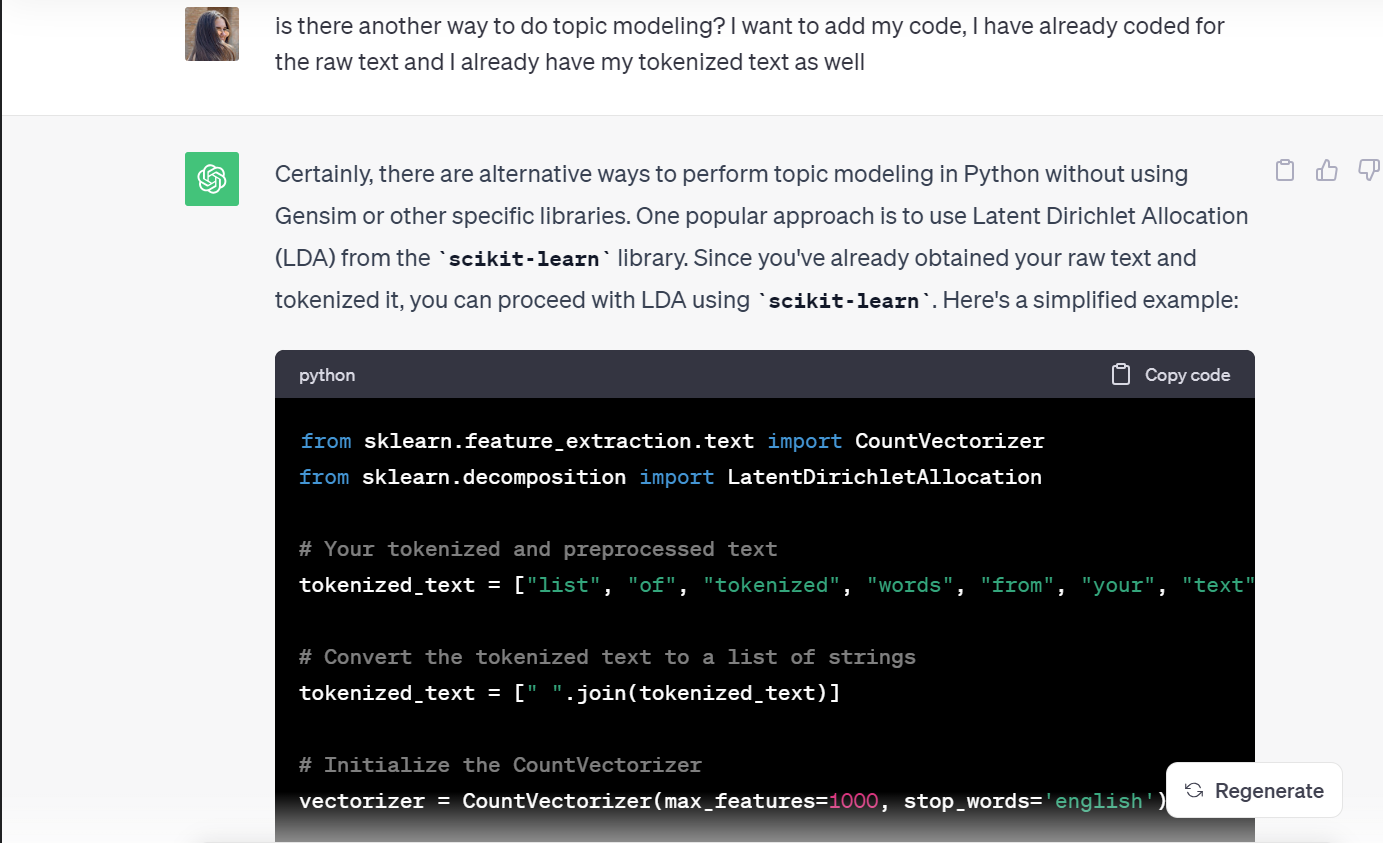 is there another way to do topic modeling? I want to add my code, I have already coded for
the raw text and I already have my tokenized text as well
Certainly, there are alternative ways to perform topic modeling in Python without using
Gensim or other specific libraries. One popular approach is to use Latent Dirichlet Allocation
(LDA) from the `scikit-learn` library. Since you've already obtained your raw text and
tokenized it, you can proceed with LDA using `scikit-learn`. Here's a simplified example:
python Copy code
from sklearn.feature_extraction.text import CountVectorizer
from sklearn.decomposition import LatentDirichletAllocation
# Your tokenized and preprocessed text
tokenized_text = ["list", "of", "tokenized", "words", "from", "your", "text"
# Convert the tokenized text to a list of strings
tokenized_text = [" ".join(tokenized_text)]
# Initialize the CountVectorizer
vectorizer = CountVectorizer(max_features=1000, stop_words='english')
Regenerate